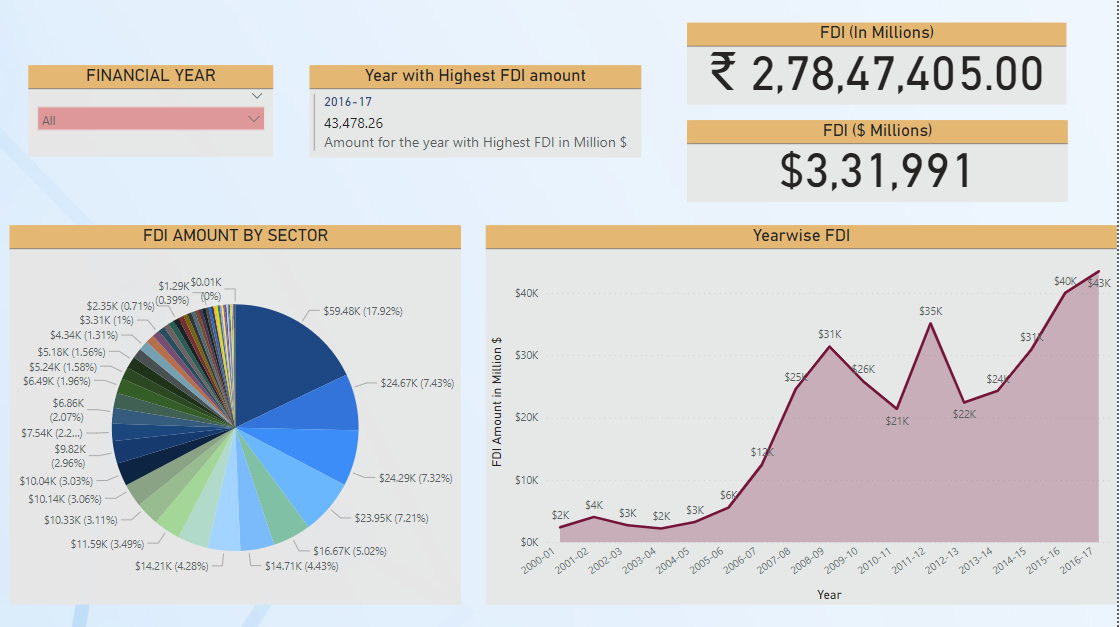 FINANCIAL YEAR
All
Year with Highest FDI amount
2016-17
43,478.26
Amount for the year with Highest FDI in Million $
FDI (In Millions)
₹ 2,78,47,405.00
FDI ($ Millions)
$3,31,991
FDI AMOUNT BY SECTOR
$59.48K (17.92%)
$24.67K (7.43%)
$24.29K (7.32%)
$23.95K (7.21%)
$16.67K (5.02%)
$14.71K (4.43%)
$14.21K (4.28%)
$11.59K (3.49%)
$10.33K (3.11%)
$10.14K (3.06%)
$10.04K (3.03%)
$9.82K
(2.96%)
$7.54K (2.2...)
$6.86K
(2.07%)
$6.49K (1.96%)
$5.24K (1.58%)
$5.18K (1.56%)
$4.34K (1.31%)
$3.31K (1%)
$2.35K (0.71%)
$1.29K
(0.39%)
$0.01K
(0%)
Yearwise FDI
FDI Amount in Million $
$40K
$30K
$20K
$10K
$0K
$2K
$4K
$3K
$2K
$3K
$6K
$12K
$25K
$31K
$26K
$21K
$35K
$22K
$24K
$31K
$40K
$43K
2000-01
2001-02
2002-03
2003-04
2004-05
2005-06
2006-07
2007-08
2008-09
2009-10
2010-11
2011-12
2012-13
2013-14
2014-15
2015-16
2016-17
Year